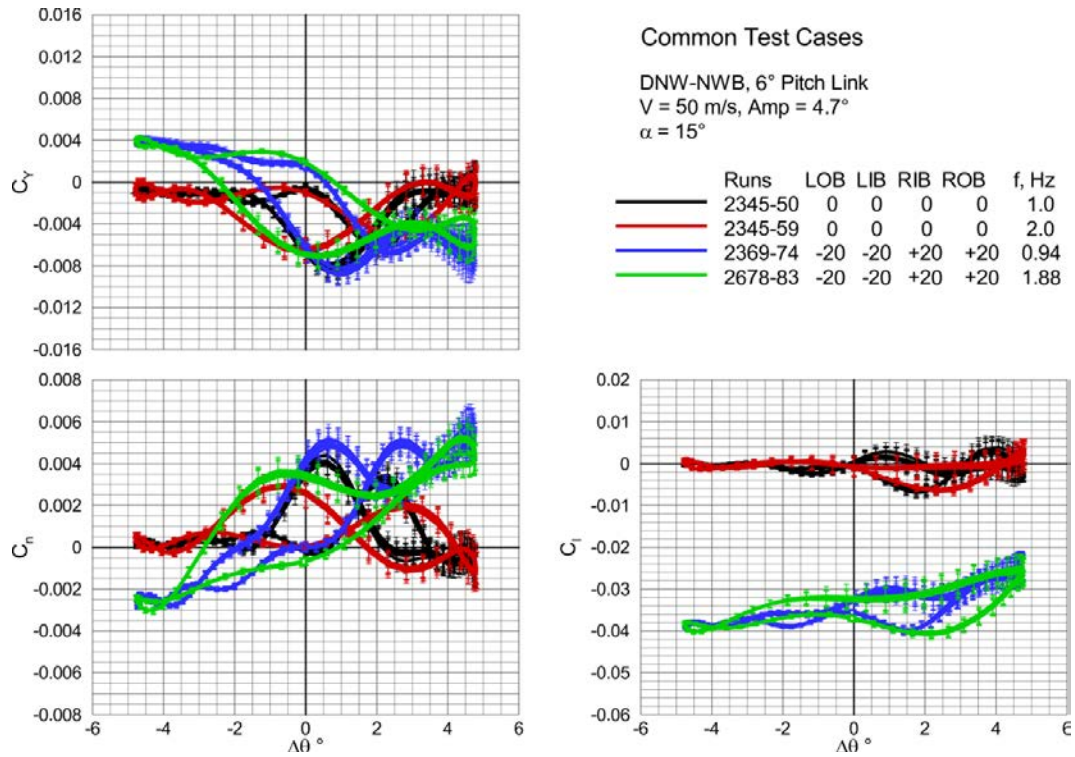 Common Test Cases
DNW-NWB, 6° Pitch Link
V = 50 m/s, Amp = 4.7°
α = 15°
Runs LOB LIB RIB ROB f, Hz
2345-50 0 0 0 0 1.0
2345-59 0 0 0 0 2.0
2369-74 -20 -20 +20 +20 0.94
2678-83 -20 -20 +20 +20 1.88
0.016
0.012
0.008
0.004
0
-0.004
-0.008
-0.012
-0.016
C_Y
0.008
0.006
0.004
0.002
0
-0.002
-0.004
-0.006
-0.008
C_n
-6 -4 -2 0 2 4 6
Δθ °
0.02
0.01
0
-0.01
-0.02
-0.03
-0.04
-0.05
-0.06
C_l
-6 -4 -2 0 2 4 6
Δθ °